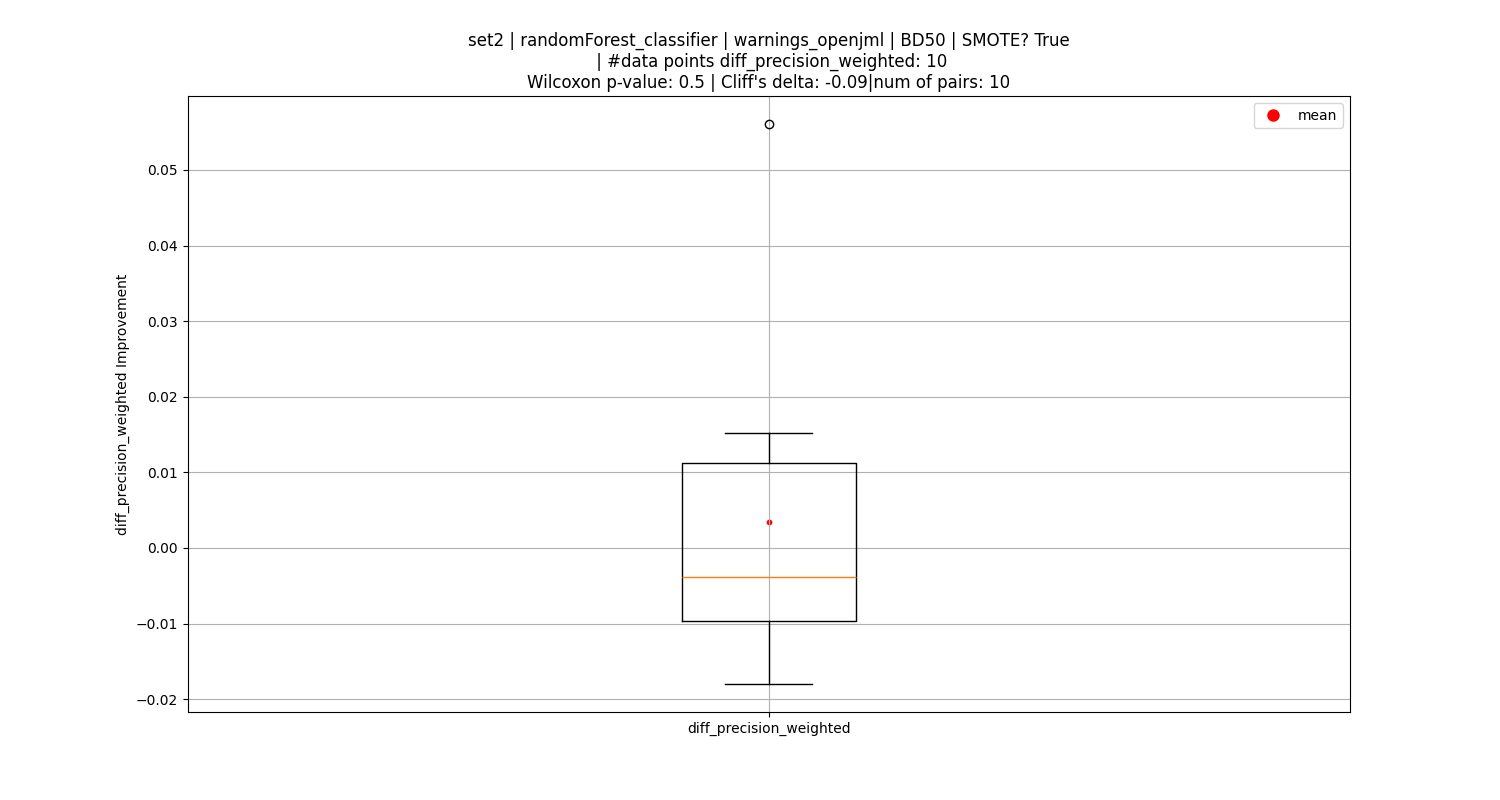 set2 | randomForest_classifier | warnings_openjml | BD50 | SMOTE? True
| #data points diff_precision_weighted: 10
Wilcoxon p-value: 0.5 | Cliff's delta: -0.09|num of pairs: 10
mean
0.05
0.04
0.03
0.02
0.01
0.00
−0.01
−0.02
diff_precision_weighted Improvement
diff_precision_weighted